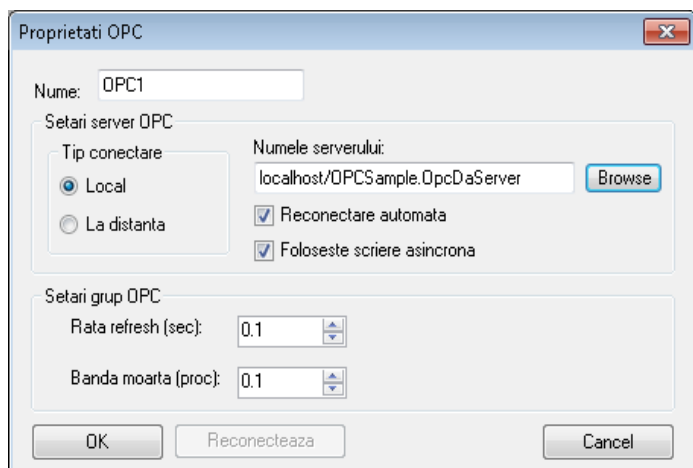 Proprietati OPC
Nume: OPC1
Setari server OPC
Tip conectare
Local
La distanta
Numele serverului:
localhost/OPCSample.OpcDaServer Browse
Reconectare automata
Foloseste scriere asincrona
Setari grup OPC
Rata refresh (sec): 0.1
Banda moarta (proc): 0.1
OK Reconecteaza Cancel